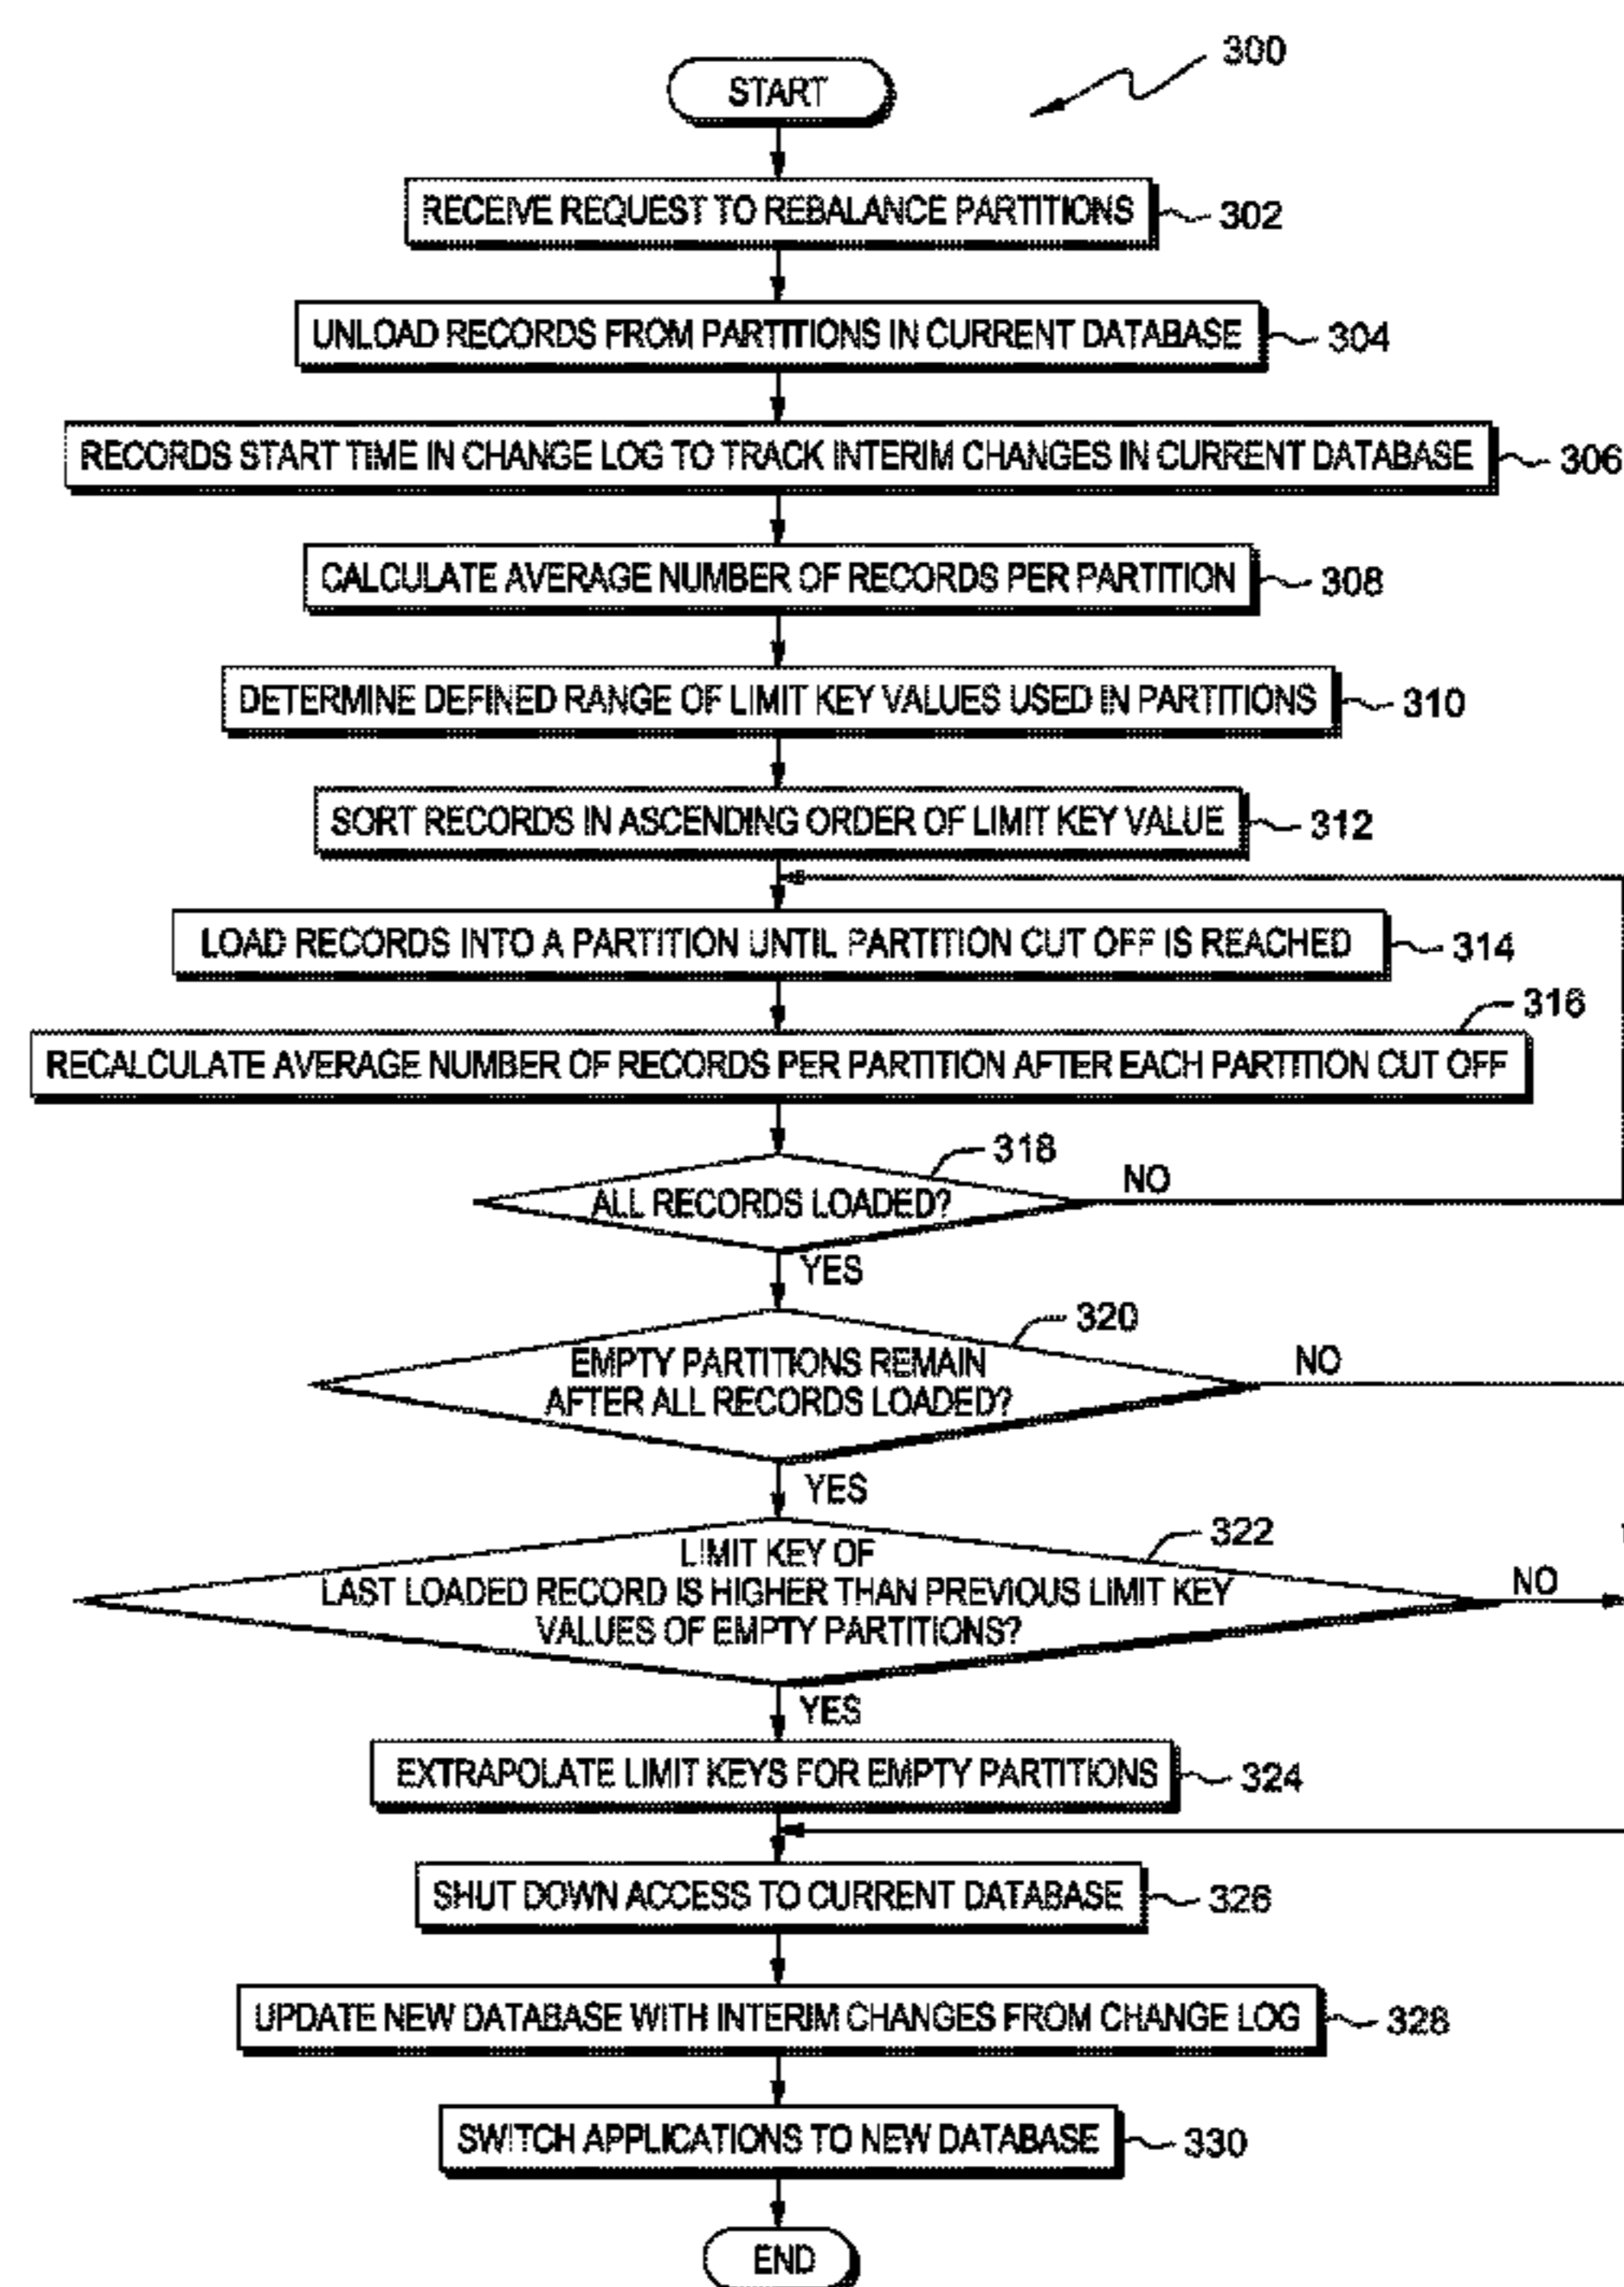 300
START
RECEIVE REQUEST TO REBALANCE PARTITIONS
302
UNLOAD RECORDS FROM PARTITIONS IN CURRENT DATABASE
304
RECORDS START TIME IN CHANGE LOG TO TRACK INTERIM CHANGES IN CURRENT DATABASE
306
CALCULATE AVERAGE NUMBER OF RECORDS PER PARTITION
308
DETERMINE DEFINED RANGE OF LIMIT KEY VALUES USED IN PARTITIONS
310
SORT RECORDS IN ASCENDING ORDER OF LIMIT KEY VALUE
312
LOAD RECORDS INTO A PARTITION UNTIL PARTITION CUT OFF IS REACHED
314
316
RECALCULATE AVERAGE NUMBER OF RECORDS PER PARTITION AFTER EACH PARTITION CUT OFF
318
ALL RECORDS LOADED?
NO
YES
320
EMPTY PARTITIONS REMAIN
AFTER ALL RECORDS LOADED?
NO
YES
322
LIMIT KEY OF
LAST LOADED RECORD IS HIGHER THAN PREVIOUS LIMIT KEY
VALUES OF EMPTY PARTITIONS?
NO
YES
EXTRAPOLATE LIMIT KEYS FOR EMPTY PARTITIONS
324
SHUT DOWN ACCESS TO CURRENT DATABASE
326
UPDATE NEW DATABASE WITH INTERIM CHANGES FROM CHANGE LOG
328
SWITCH APPLICATIONS TO NEW DATABASE
330
END